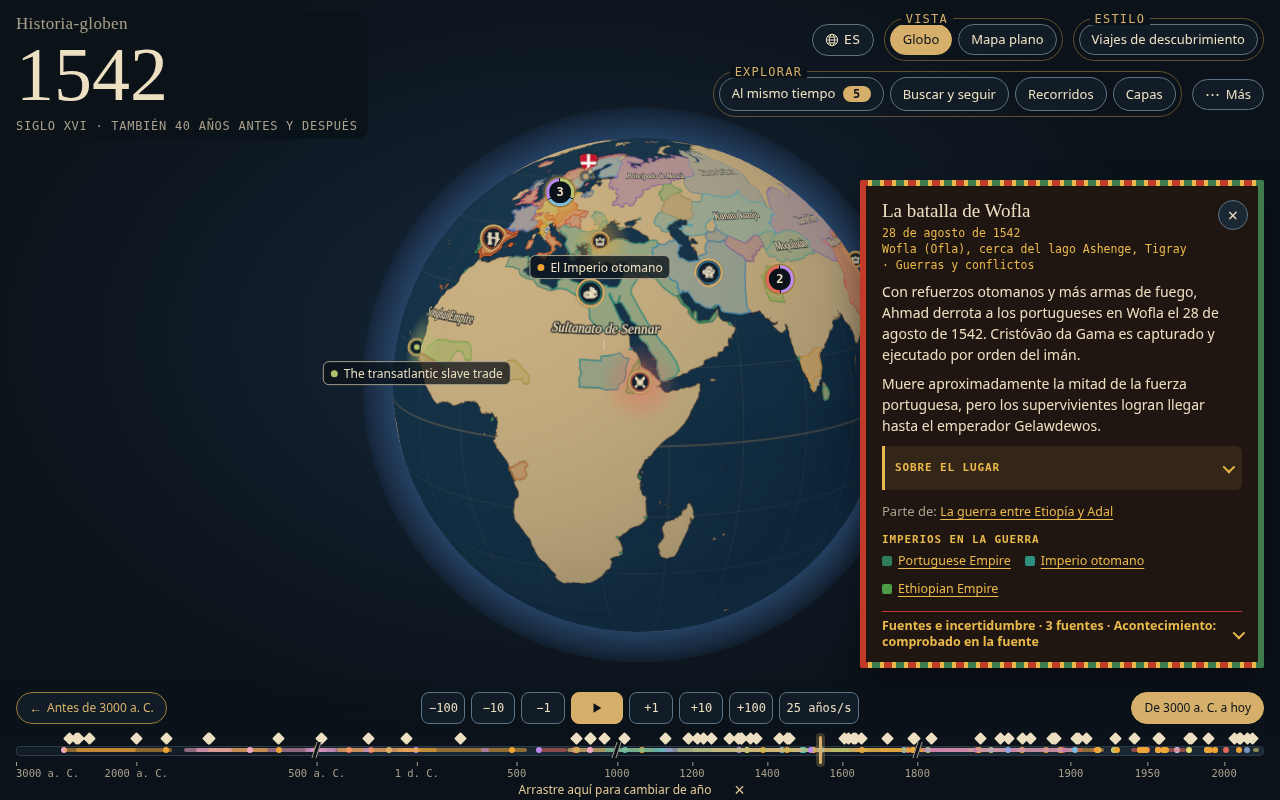 Historia-globen
1542
SIGLO XVI · TAMBIÉN 40 AÑOS ANTES Y DESPUÉS
ES
VISTA
Globo
Mapa plano
ESTILO
Viajes de descubrimiento
EXPLORAR
Al mismo tiempo 5
Buscar y seguir
Recorridos
Capas
··· Más
3
2
El Imperio otomano
Songhai Empire
Sultanato de Sennar
The transatlantic slave trade
La batalla de Wofla
28 de agosto de 1542
Wofla (Ofla), cerca del lago Ashenge, Tigray
· Guerras y conflictos
Con refuerzos otomanos y más armas de fuego,
Ahmad derrota a los portugueses en Wofla el 28 de
agosto de 1542. Cristóvão da Gama es capturado y
ejecutado por orden del imán.
Muere aproximadamente la mitad de la fuerza
portuguesa, pero los supervivientes logran llegar
hasta el emperador Gelawdewos.
SOBRE EL LUGAR
Parte de: La guerra entre Etiopía y Adal
IMPERIOS EN LA GUERRA
Portuguese Empire
Imperio otomano
Ethiopian Empire
Fuentes e incertidumbre · 3 fuentes · Acontecimiento:
comprobado en la fuente
← Antes de 3000 a. C.
−100
−10
−1
+1
+10
+100
25 años/s
De 3000 a. C. a hoy
3000 a. C.
2000 a. C.
500 a. C.
1 d. C.
500
1000
1200
1400
1600
1800
1900
1950
2000
Arrastre aquí para cambiar de año ×